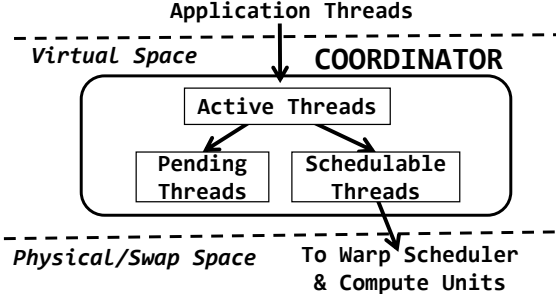 Application Threads
Virtual Space
COORDINATOR
Active Threads
Pending
Threads
Schedulable
Threads
Physical/Swap Space
To Warp Scheduler
& Compute Units